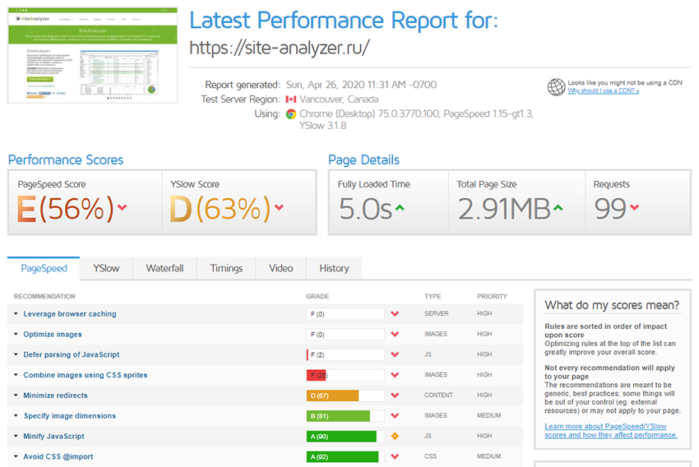 SiteAnalyzer
Latest Performance Report for:
https://site-analyzer.ru/
Report generated: Sun, Apr 26, 2020 11:31 AM -0700
Test Server Region: Vancouver, Canada
Using: Chrome (Desktop) 75.0.3770.100, PageSpeed 1.15-gt1.3,
YSlow 3.1.8
Looks like you might not be using a CDN
Why should I use a CDN? »
Performance Scores
PageSpeed Score
E(56%)
YSlow Score
D(63%)
Page Details
Fully Loaded Time
5.0s
Total Page Size
2.91MB
Requests
99
PageSpeed
YSlow
Waterfall
Timings
Video
History
RECOMMENDATION GRADE TYPE PRIORITY
Leverage browser caching F (0) SERVER HIGH
Optimize images F (0) IMAGES HIGH
Defer parsing of JavaScript F (2) JS HIGH
Combine images using CSS sprites IMAGES HIGH
Minimize redirects D (67) CONTENT HIGH
Specify image dimensions B (81) IMAGES MEDIUM
Minify JavaScript A (90) JS HIGH
Avoid CSS @import A (92) CSS MEDIUM
What do my scores mean?
Rules are sorted in order of impact
upon score
Optimizing rules at the top of the list can
greatly improve your overall score.
Not every recommendation will apply
to your page
The recommendations are meant to be
generic, best practices; some things will
be out of your control (eg. external
resources) or may not apply to your page.
Learn more about PageSpeed/YSlow
scores and how they affect performance.